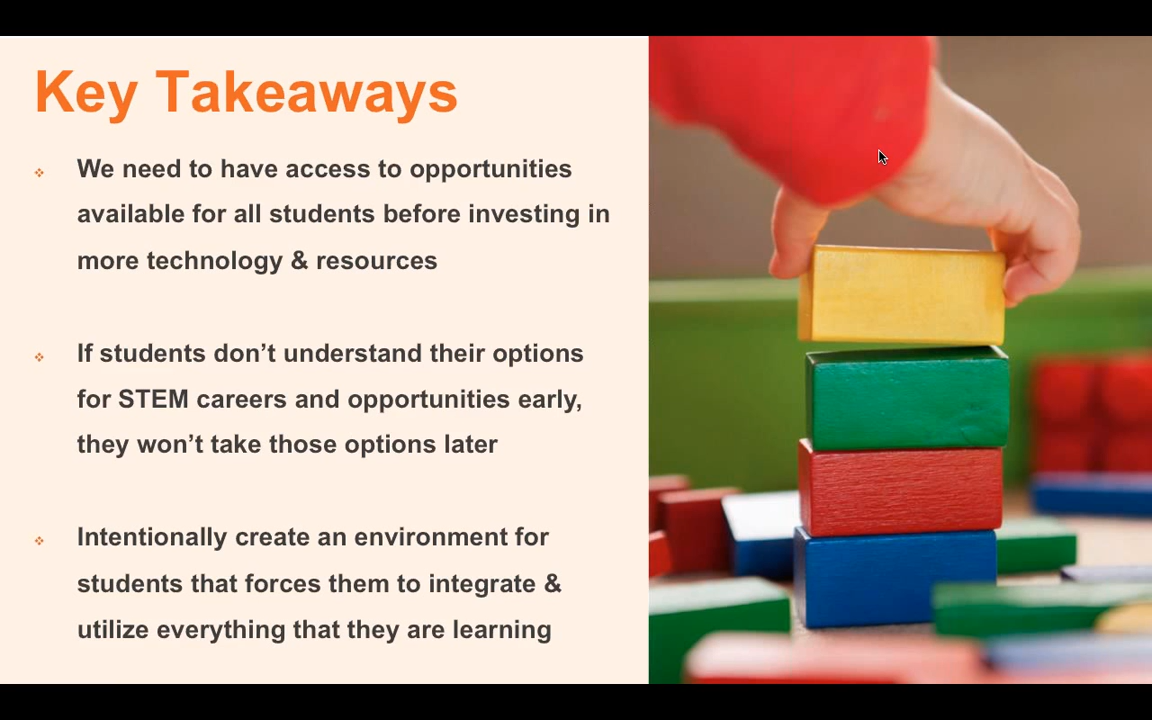 Key Takeaways
We need to have access to opportunities
available for all students before investing in
more technology & resources
If students don’t understand their options
for STEM careers and opportunities early,
they won’t take those options later
Intentionally create an environment for
students that forces them to integrate &
utilize everything that they are learning